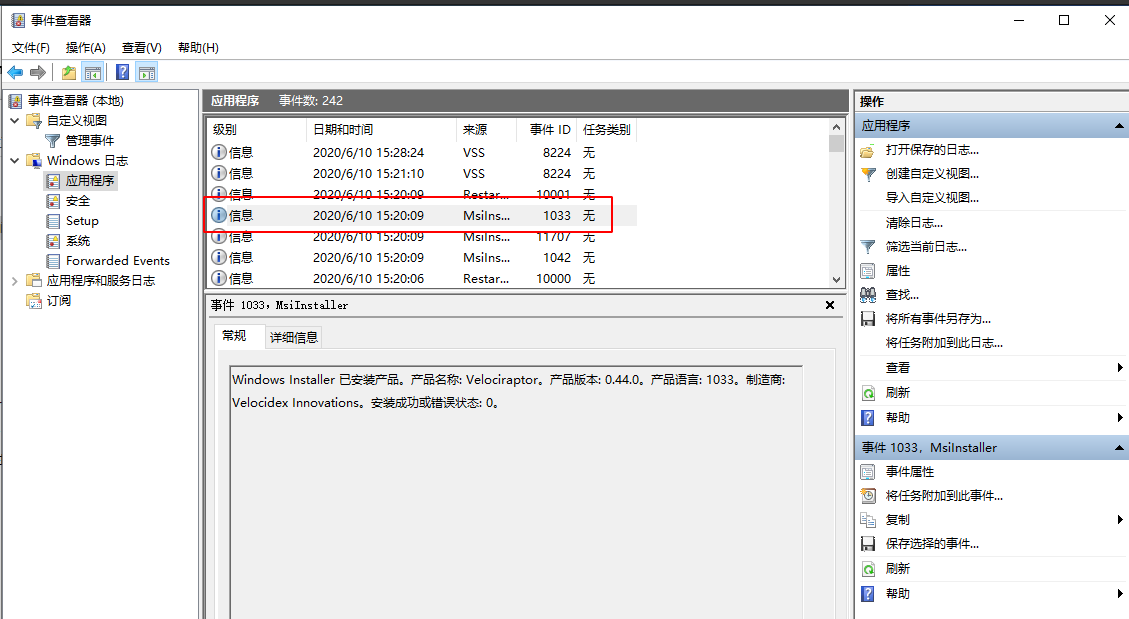 事件查看器
文件(F) 操作(A) 查看(V) 帮助(H)
事件查看器 (本地)
自定义视图
管理事件
Windows 日志
应用程序
安全
Setup
系统
Forwarded Events
应用程序和服务日志
订阅
应用程序 事件数: 242
级别 日期和时间 来源 事件 ID 任务类别
信息 2020/6/10 15:28:24 VSS 8224 无
信息 2020/6/10 15:21:10 VSS 8224 无
信息 2020/6/10 15:20:09 Restar... 10001 无
信息 2020/6/10 15:20:09 MsiIns... 1033 无
信息 2020/6/10 15:20:09 MsiIns... 11707 无
信息 2020/6/10 15:20:09 MsiIns... 1042 无
信息 2020/6/10 15:20:06 Restar... 10000 无
事件 1033，MsiInstaller
常规 详细信息
Windows Installer 已安装产品。产品名称: Velociraptor。产品版本: 0.44.0。产品语言: 1033。制造商:
Velocidex Innovations。安装成功或错误状态: 0。
操作
应用程序
打开保存的日志...
创建自定义视图...
导入自定义视图...
清除日志...
筛选当前日志...
属性
查找...
将所有事件另存为...
将任务附加到此日志...
查看
刷新
帮助
事件 1033，MsiInstaller
事件属性
将任务附加到此事件...
复制
保存选择的事件...
刷新
帮助